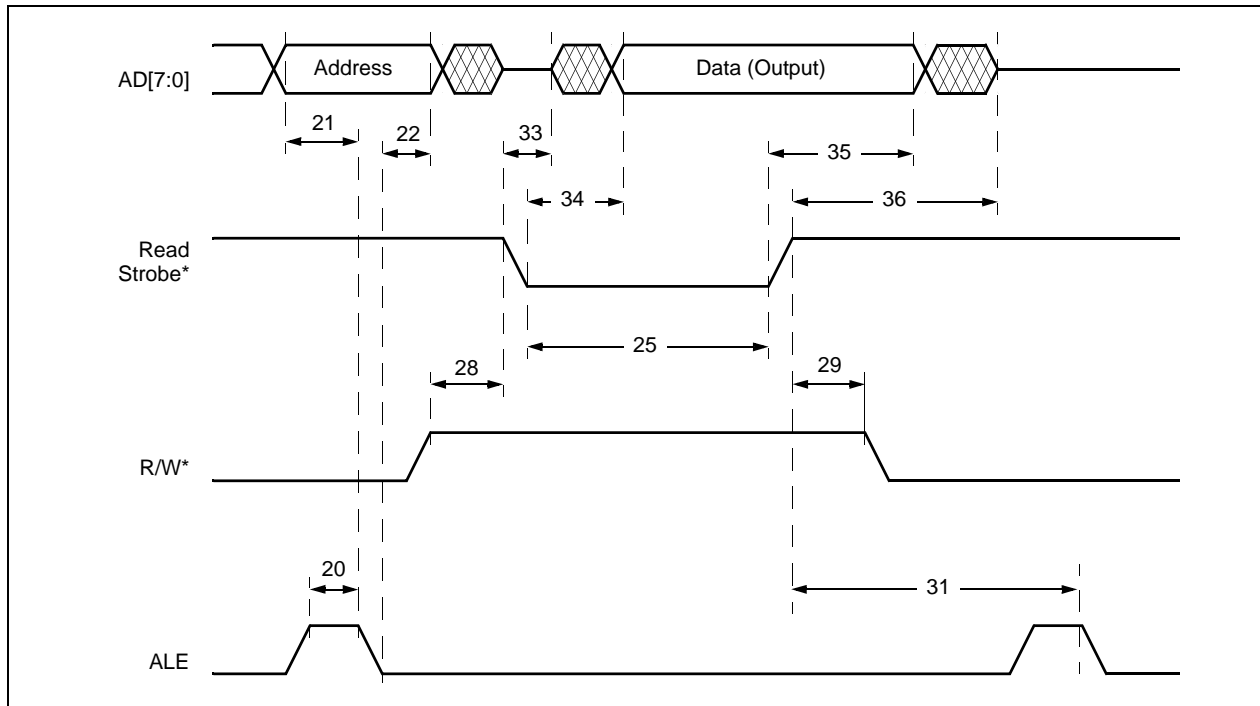 AD[7:0]
Address
Data (Output)
21
22
33
35
34
36
Read
Strobe*
25
28
29
R/W*
20
31
ALE